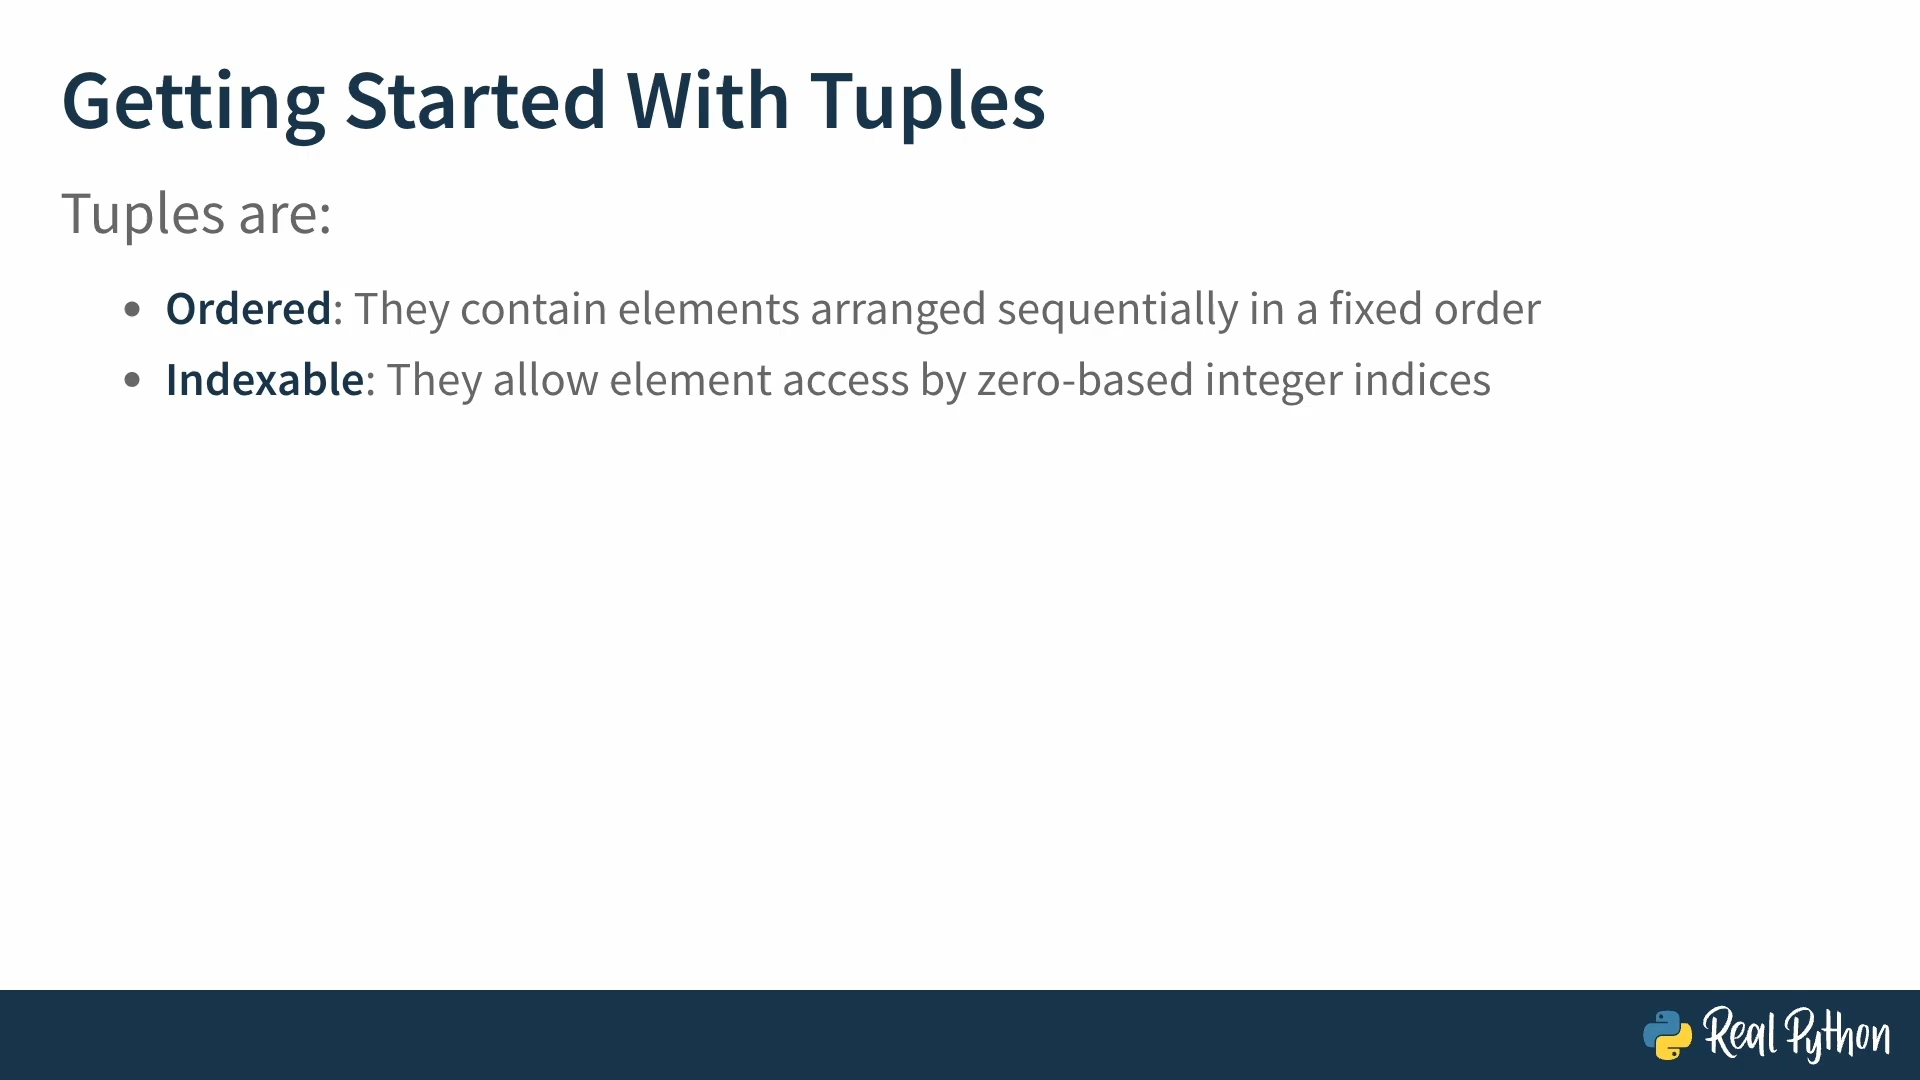 Getting Started With Tuples
Tuples are:
• Ordered: They contain elements arranged sequentially in a fixed order
• Indexable: They allow element access by zero-based integer indices
Real Python